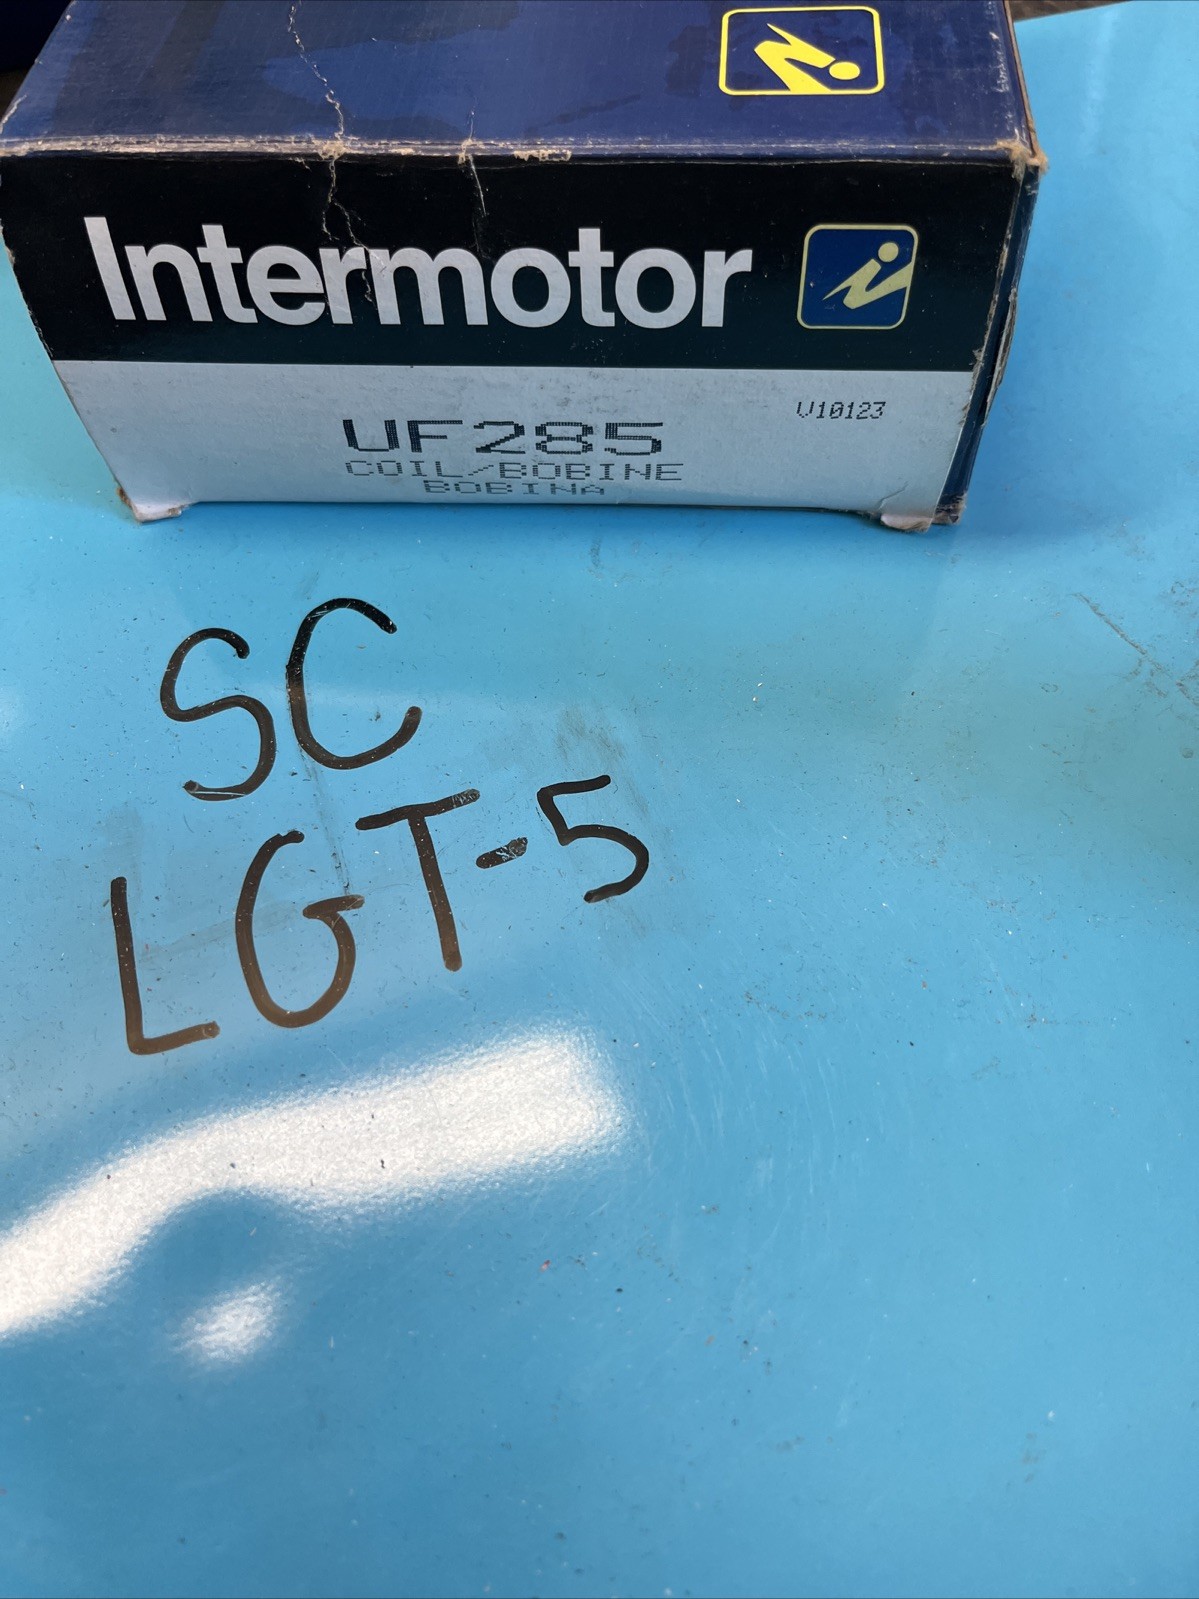 Intermotor
V10123
UF285
COIL/BOBINE
BOBINA
SC
LGT-5